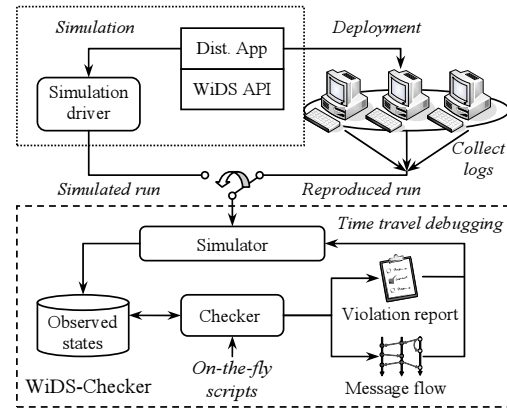 Simulation
Deployment
Dist. App
WiDS API
Simulation
driver
Collect
logs
Simulated run
Reproduced run
Time travel debugging
Simulator
Observed
states
Checker
Violation report
On-the-fly
scripts
WiDS-Checker
Message flow